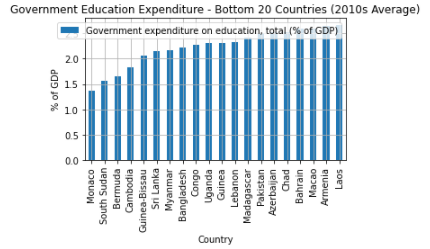 Government Education Expenditure - Bottom 20 Countries (2010s Average)
Government expenditure on education, total (% of GDP)
2.0
1.5
1.0
0.5
0.0
% of GDP
Monaco
South Sudan
Bermuda
Cambodia
Guinea-Bissau
Sri Lanka
Myanmar
Bangladesh
Congo
Uganda
Guinea
Lebanon
Madagascar
Pakistan
Azerbaijan
Chad
Bahrain
Macao
Armenia
Laos
Country